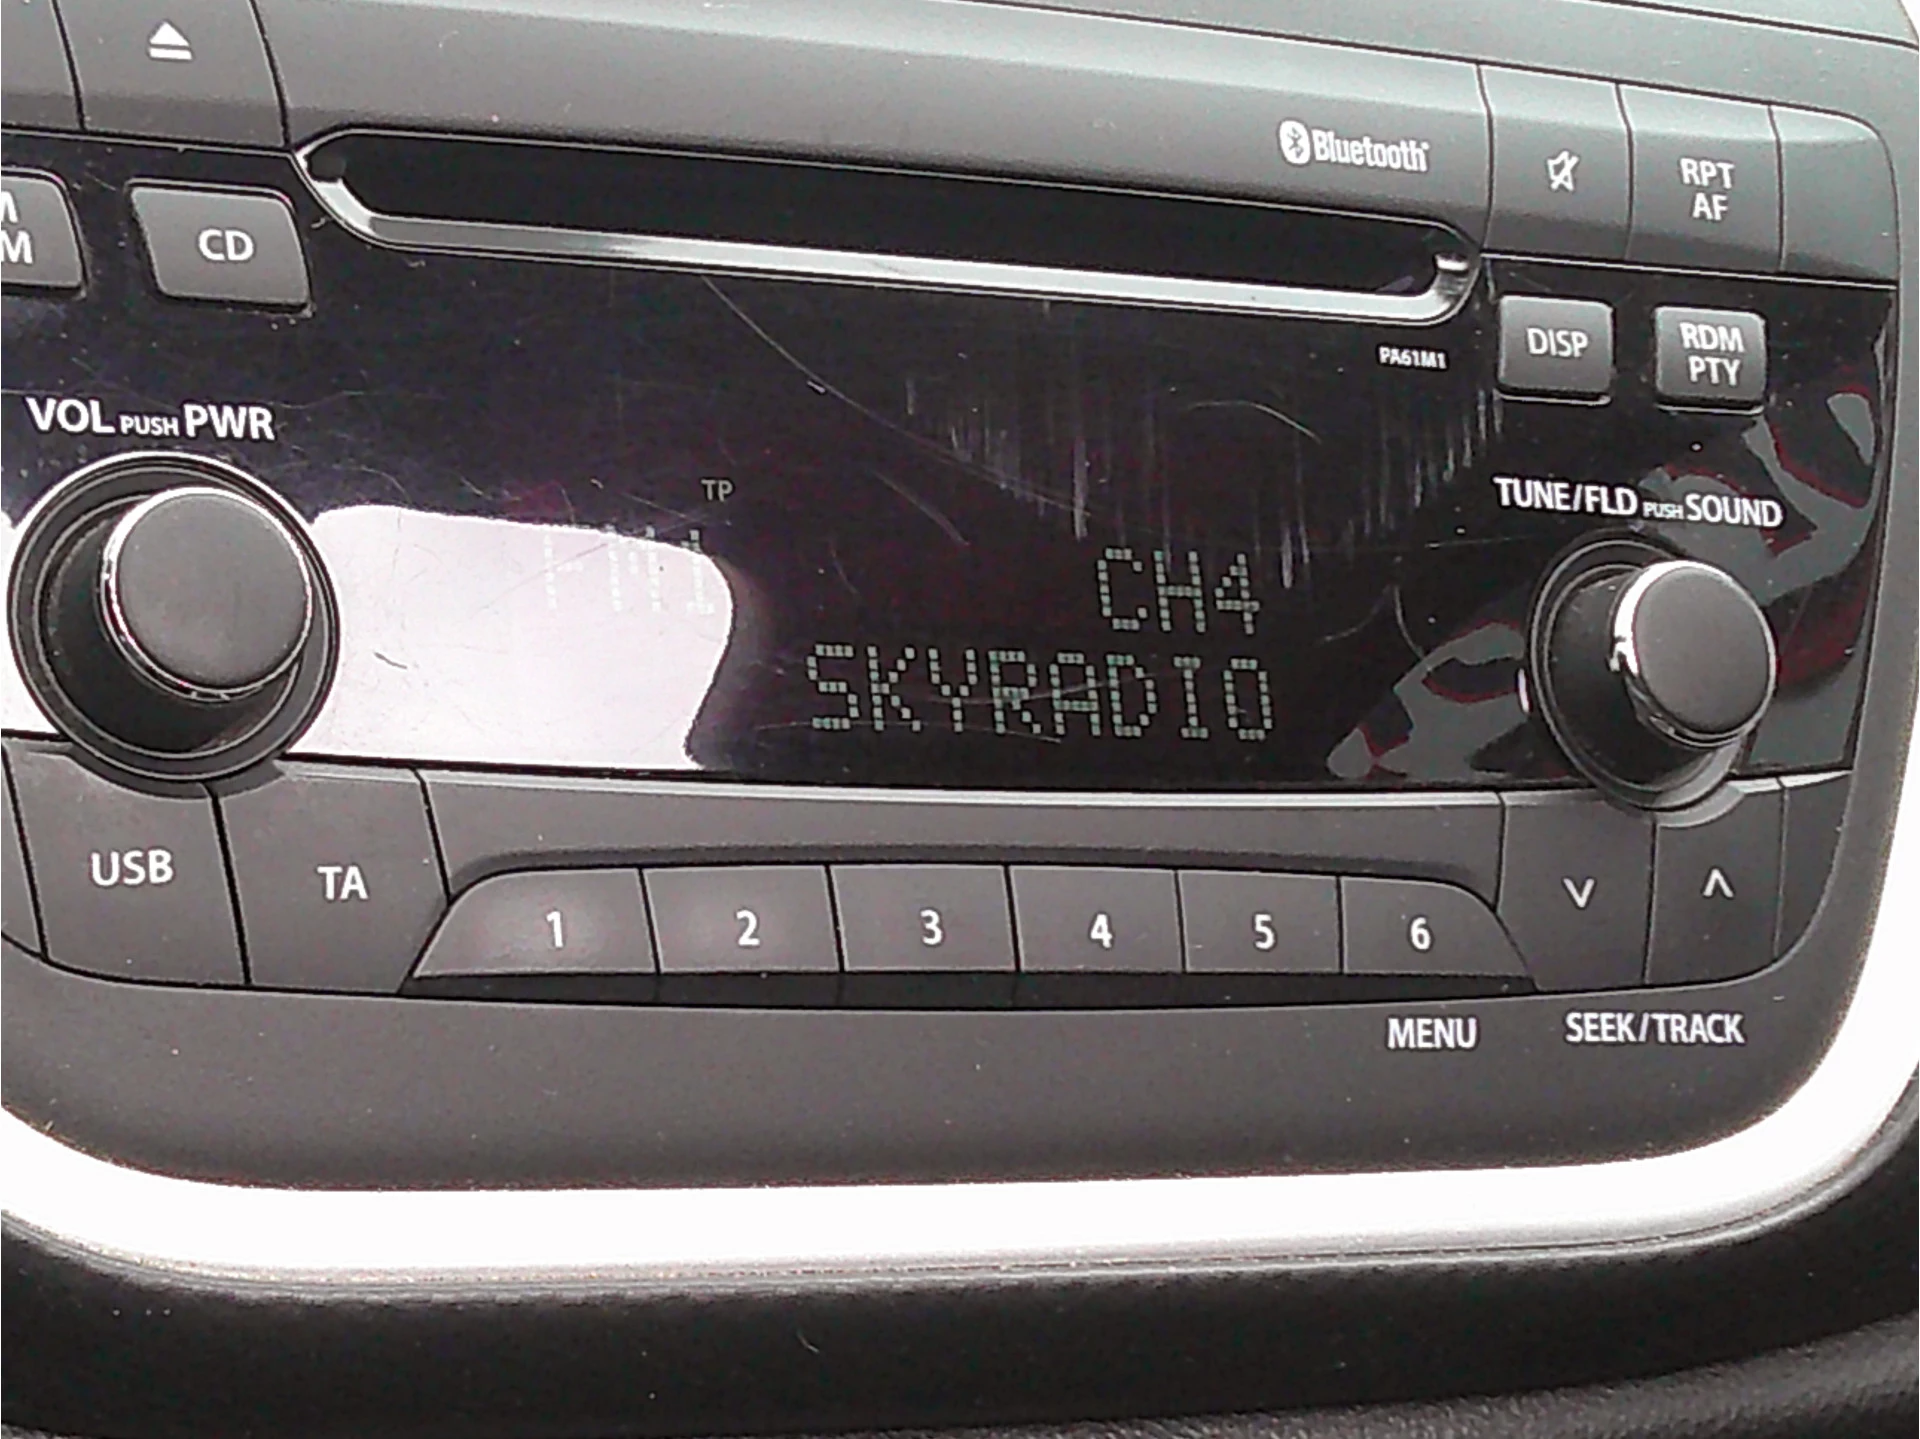 Bluetooth
RPT
AF
M
M
CD
PA61M1
DISP
RDM
PTY
VOL PUSH PWR
TP
TUNE/FLD PUSH SOUND
CH4
SKYRADIO
USB
TA
1
2
3
4
5
6
MENU
SEEK/TRACK